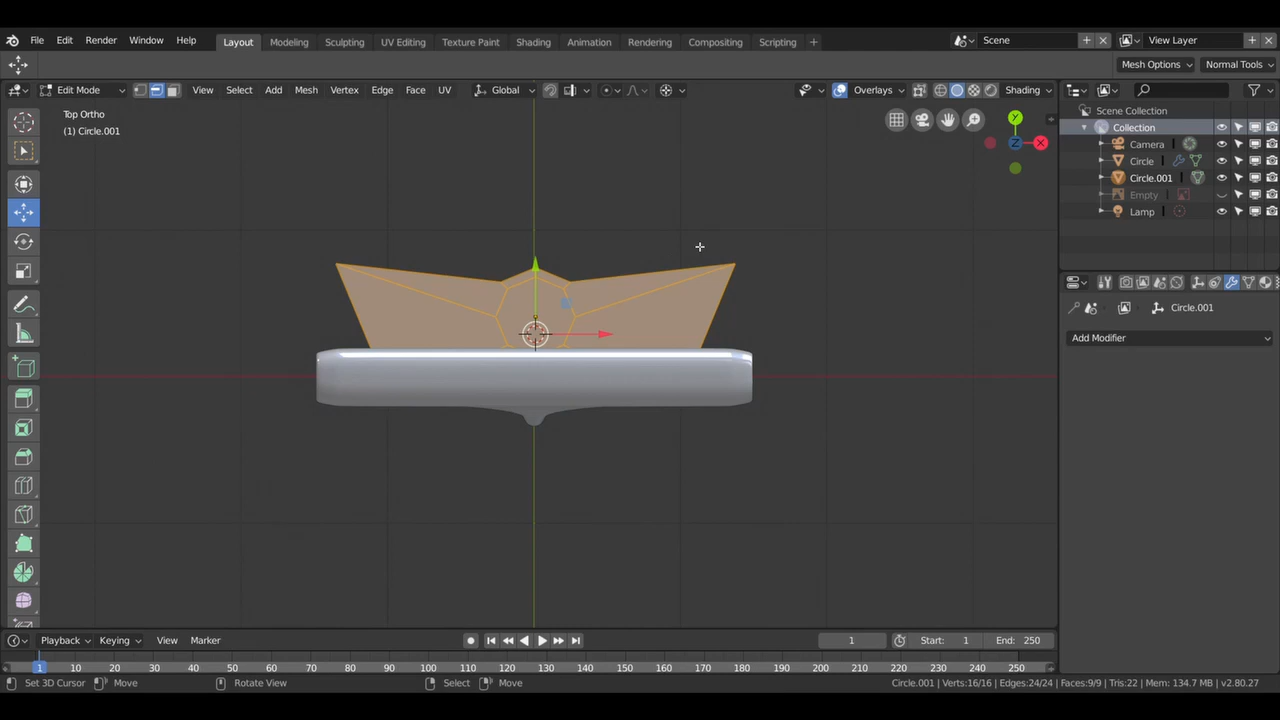 File Edit Render Window Help Layout Modeling Sculpting UV Editing Texture Paint Shading Animation Rendering Compositing Scripting + Scene View Layer
Mesh Options Normal Tools
Edit Mode View Select Add Mesh Vertex Edge Face UV Global Overlays Shading
Top Ortho
(1) Circle.001
Y
Z
X
Scene Collection
Collection
Camera
Circle
Circle.001
Empty
Lamp
Circle.001
Add Modifier
Playback Keying View Marker 1 Start: 1 End: 250
1 10 20 30 40 50 60 70 80 90 100 110 120 130 140 150 160 170 180 190 200 210 220 230 240 250
Set 3D Cursor Move Rotate View Select Move Circle.001 | Verts:16/16 | Edges:24/24 | Faces:9/9 | Tris:22 | Mem: 134.7 MB | v2.80.27